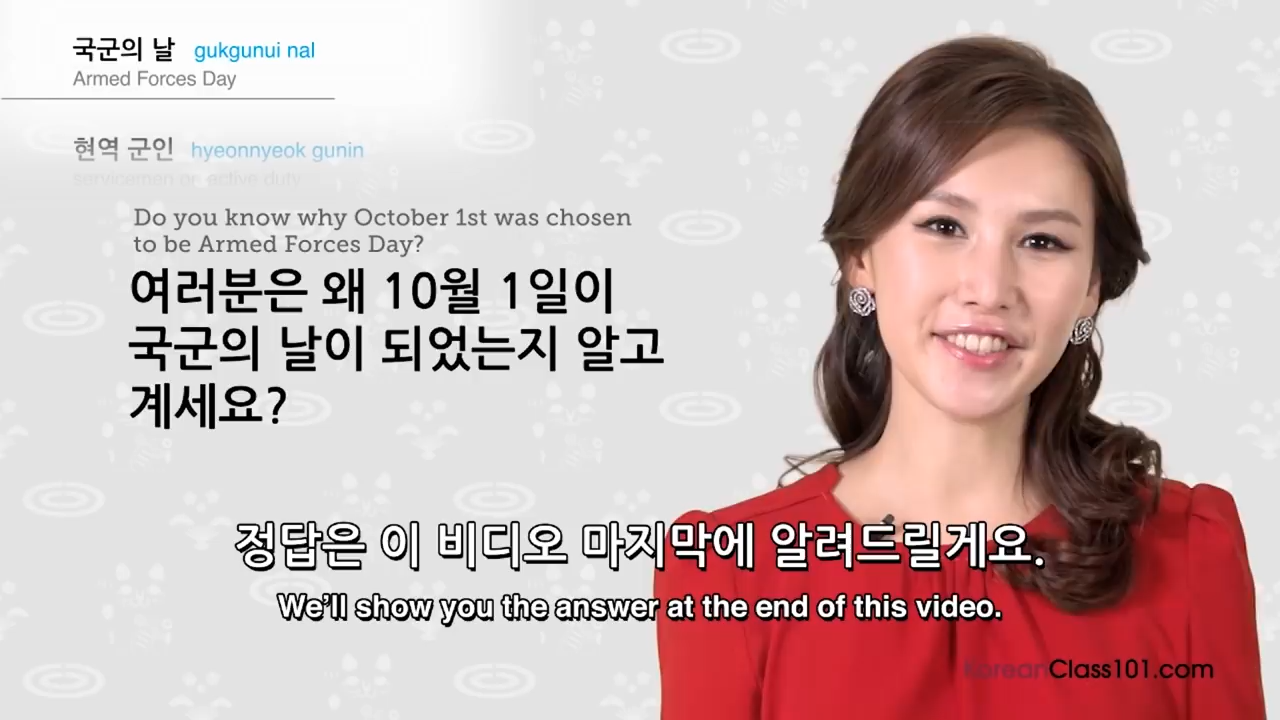 국군의 날 gukgunui nal
Armed Forces Day
현역 군인 hyeonnyeok gunin
servicemen on active duty
Do you know why October 1st was chosen
to be Armed Forces Day?
여러분은 왜 10월 1일이
국군의 날이 되었는지 알고
계세요?
정답은 이 비디오 마지막에 알려드릴게요.
We'll show you the answer at the end of this video.
KoreanClass101.com